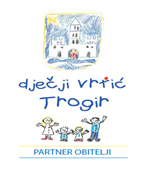 dječji vrtić
Trogir
PARTNER OBITELJI